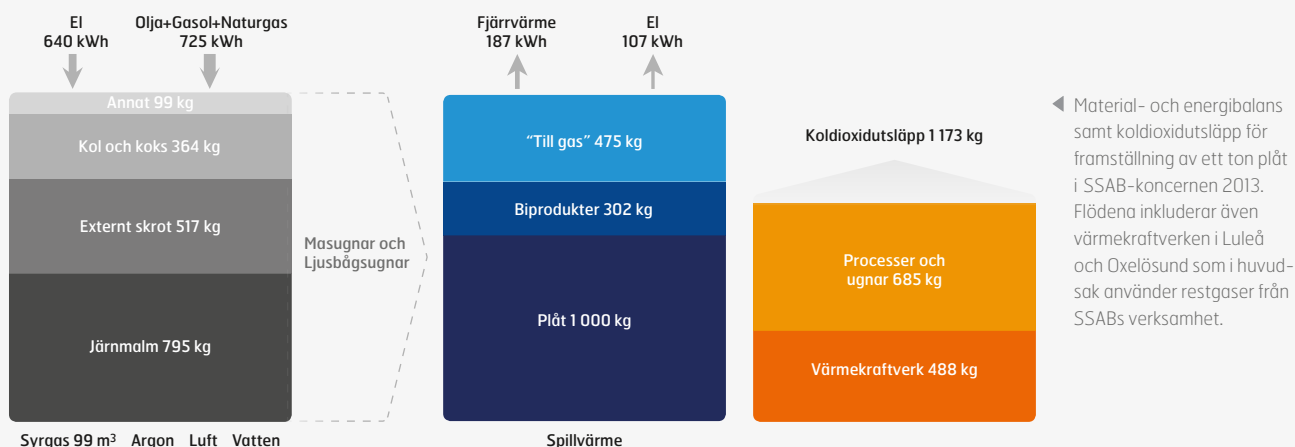 El
640 kWh
Olja+Gasol+Naturgas
725 kWh
Annat 99 kg
Kol och koks 364 kg
Externt skrot 517 kg
Järnmalm 795 kg
Syrgas 99 m³ Argon Luft Vatten
Masugnar och
Ljusbågsugnar
Fjärrvärme
187 kWh
El
107 kWh
“Till gas” 475 kg
Biprodukter 302 kg
Plåt 1 000 kg
Spillvärme
Koldioxidutsläpp 1 173 kg
Processer och
ugnar 685 kg
Värmekraftverk 488 kg
Material- och energibalans
samt koldioxidutsläpp för
framställning av ett ton plåt
i SSAB-koncernen 2013.
Flödena inkluderar även
värmekraftverken i Luleå
och Oxelösund som i huvud-
sak använder restgaser från
SSABs verksamhet.